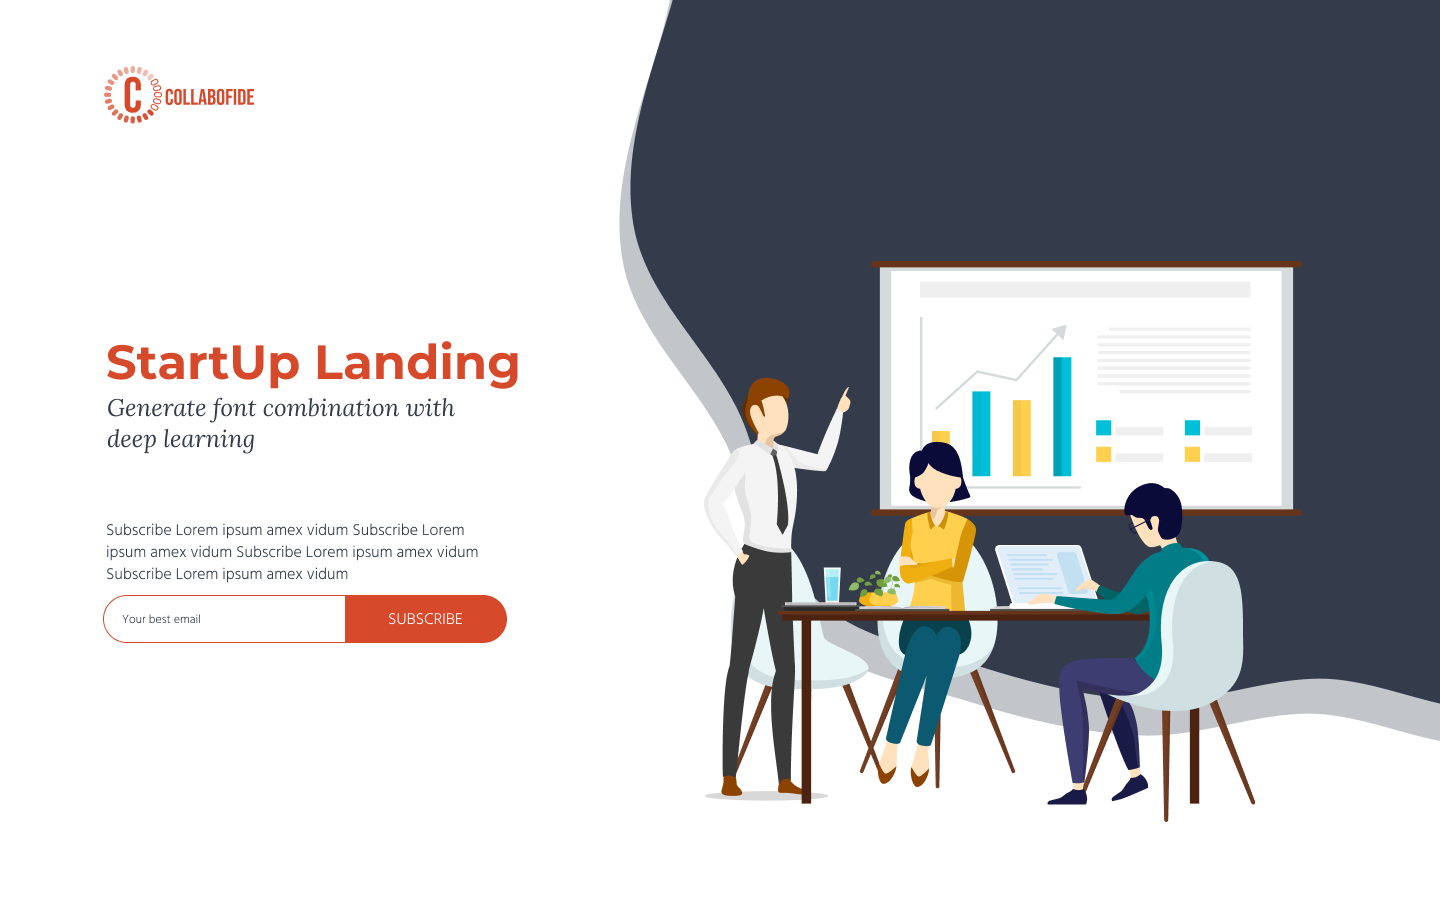 C COLLABOFIDE
StartUp Landing
Generate font combination with
deep learning
Subscribe Lorem ipsum amex vidum Subscribe Lorem
ipsum amex vidum Subscribe Lorem ipsum amex vidum
Subscribe Lorem ipsum amex vidum
Your best email
SUBSCRIBE